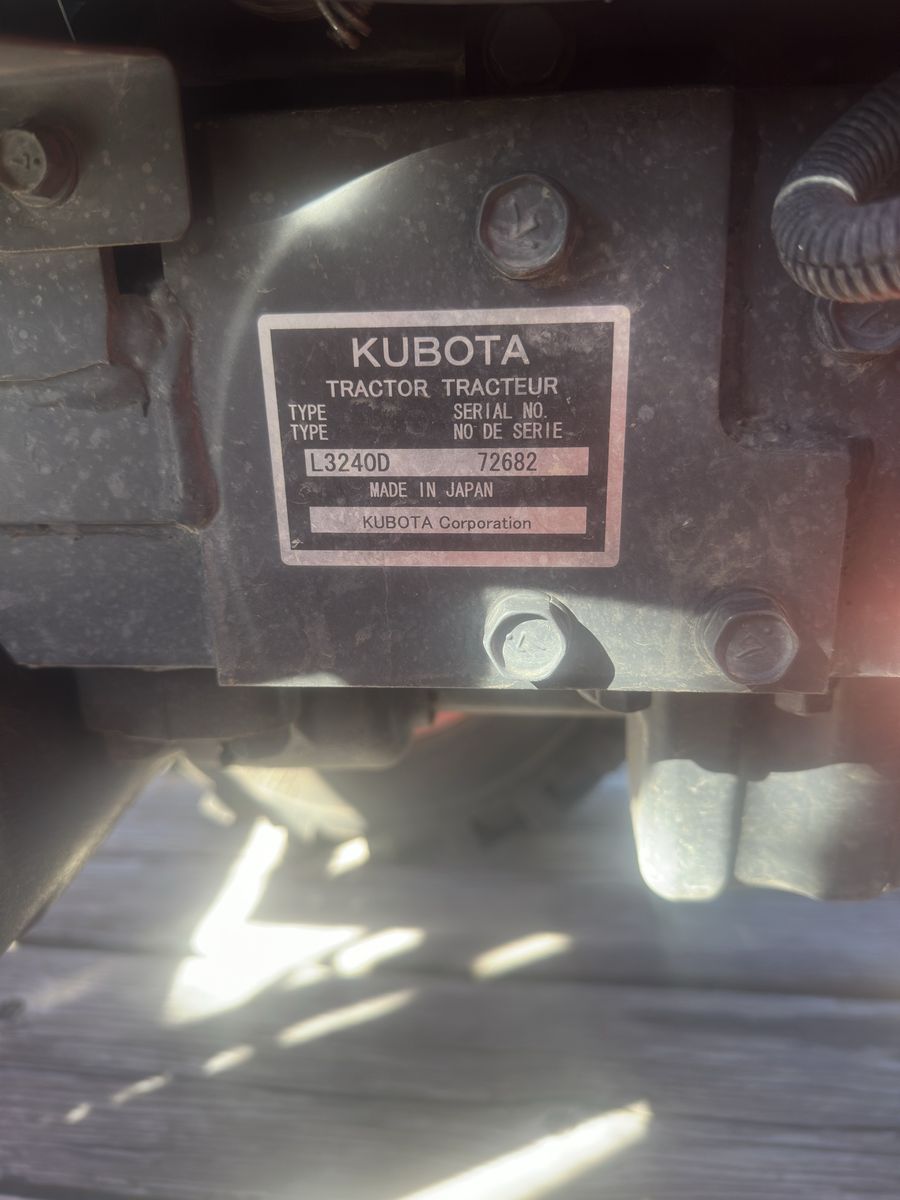 KUBOTA
TRACTOR TRACTEUR
TYPE SERIAL NO.
TYPE NO DE SERIE
L3240D 72682
MADE IN JAPAN
KUBOTA Corporation